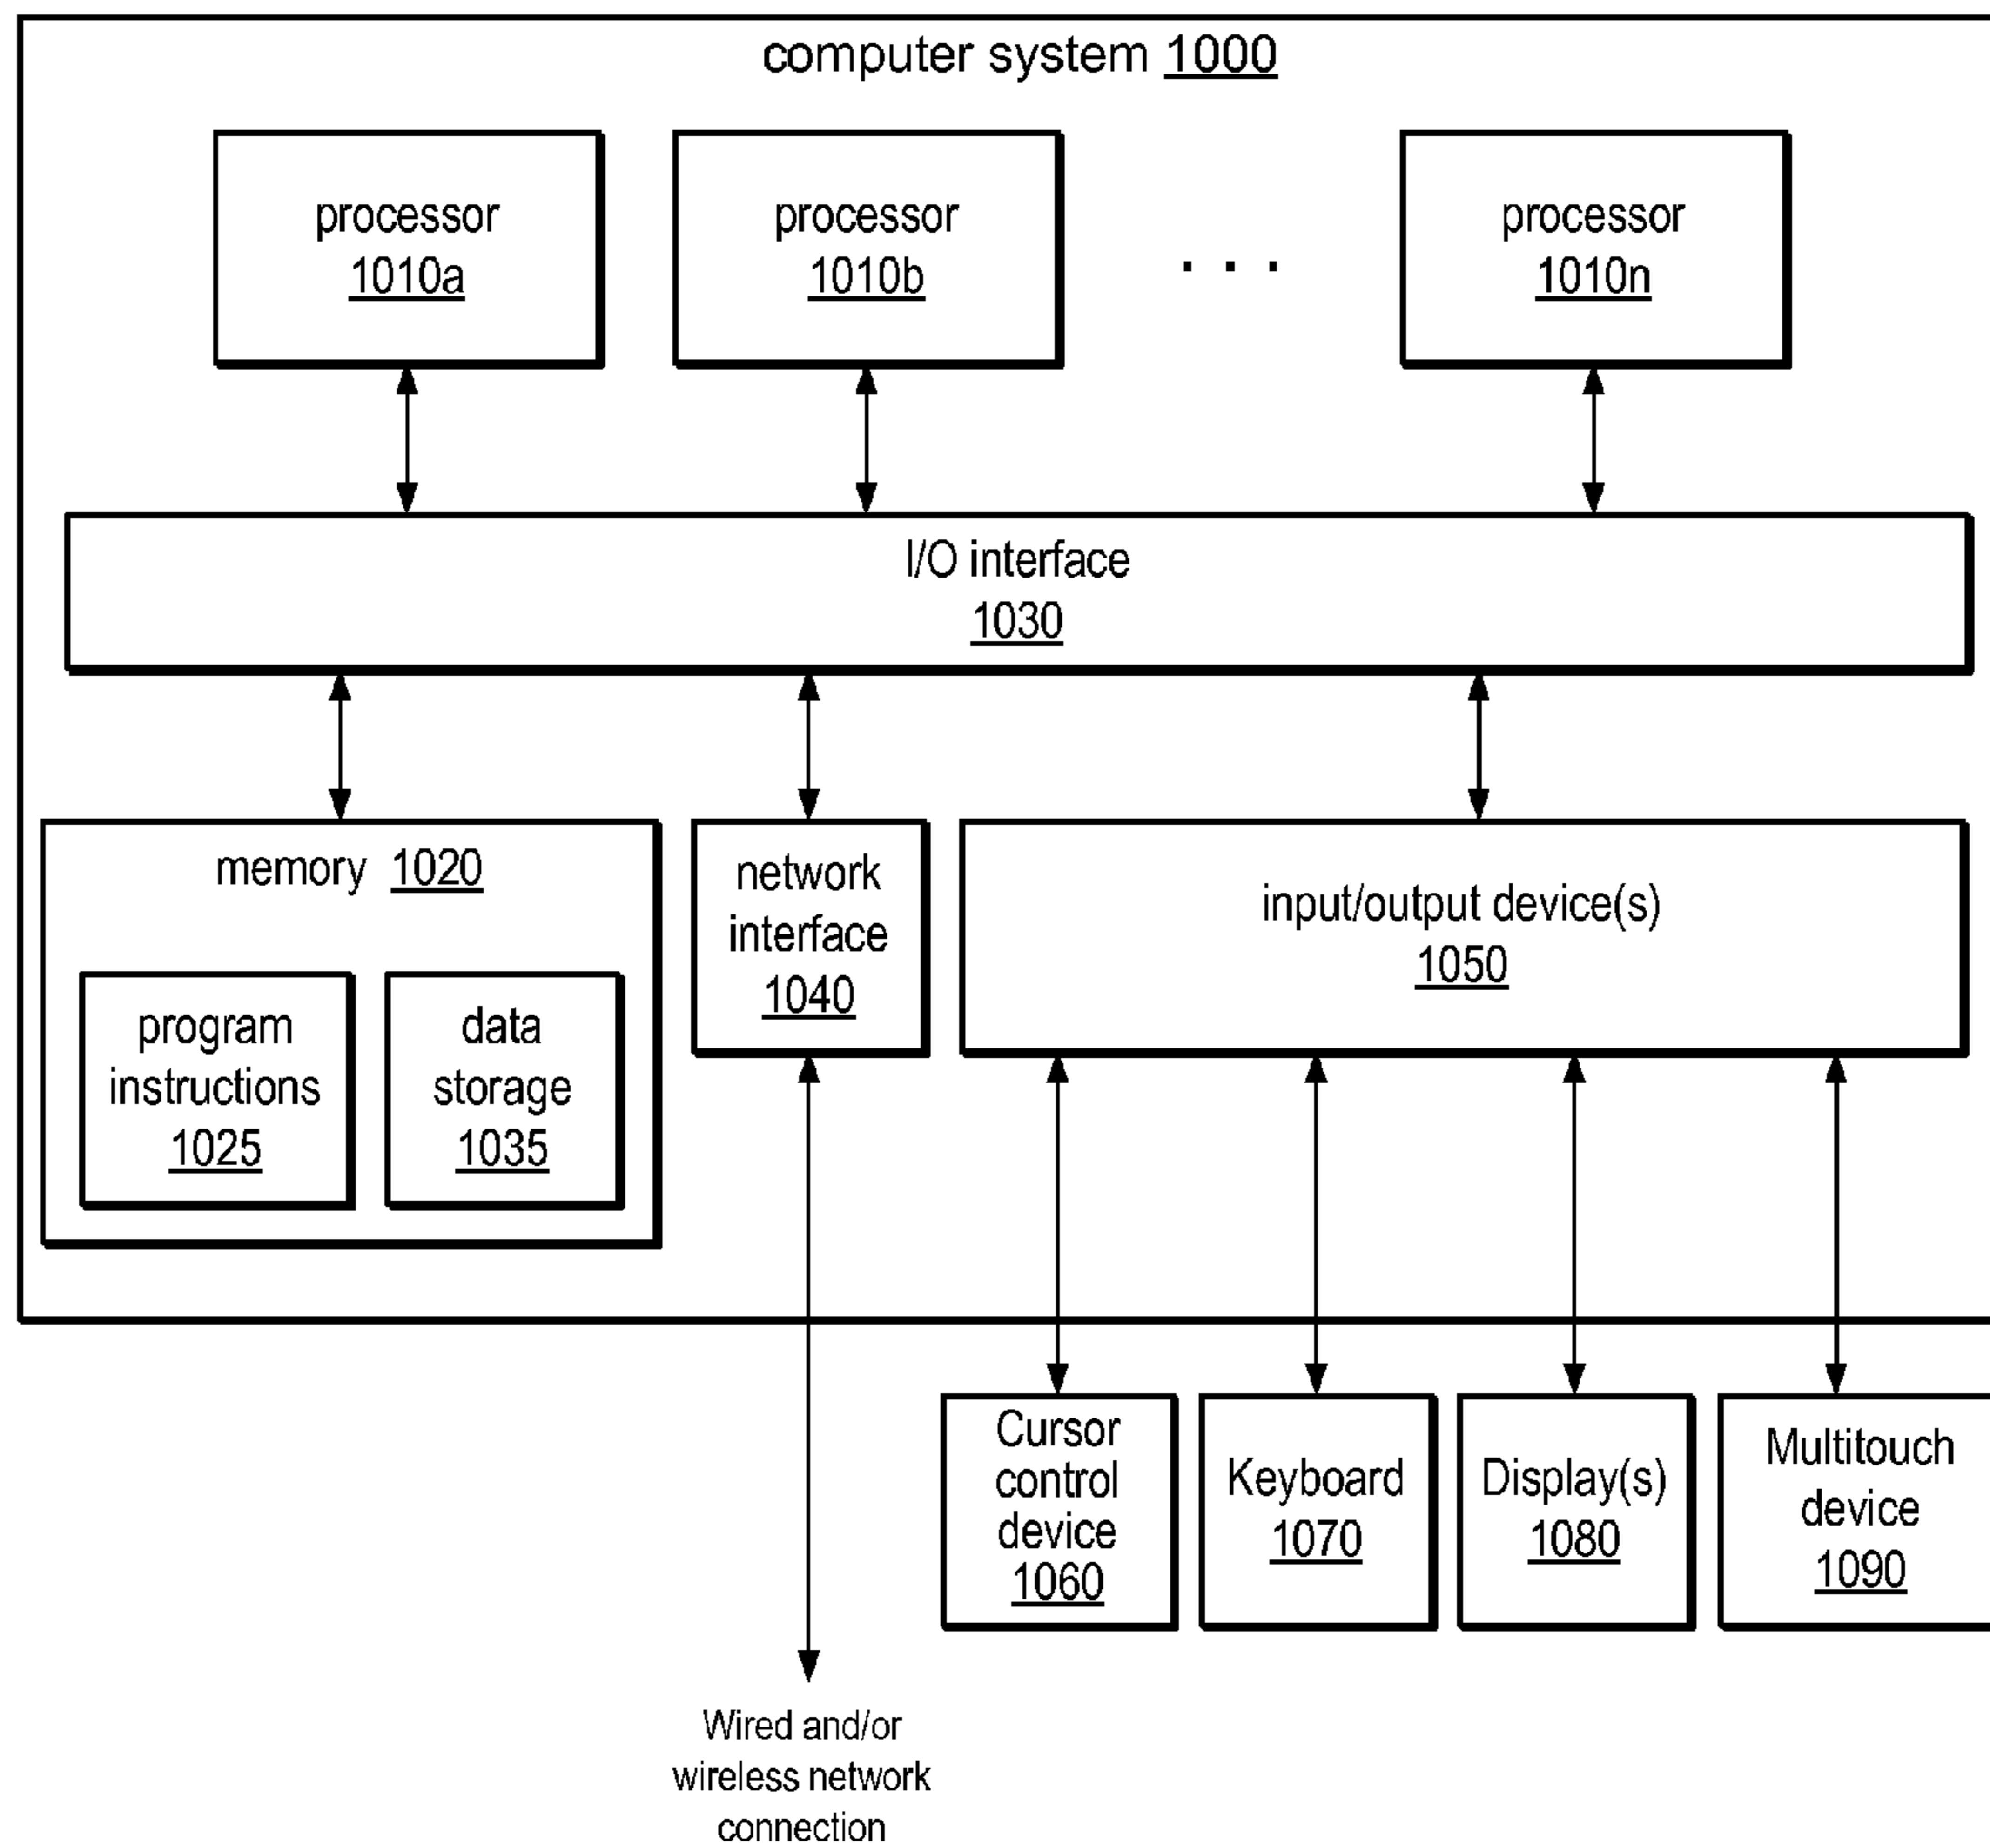 computer system 1000
processor
1010a
processor
1010b
. . .
processor
1010n
I/O interface
1030
memory 1020
program
instructions
1025
data
storage
1035
network
interface
1040
input/output device(s)
1050
Cursor
control
device
1060
Keyboard
1070
Display(s)
1080
Multitouch
device
1090
Wired and/or
wireless network
connection